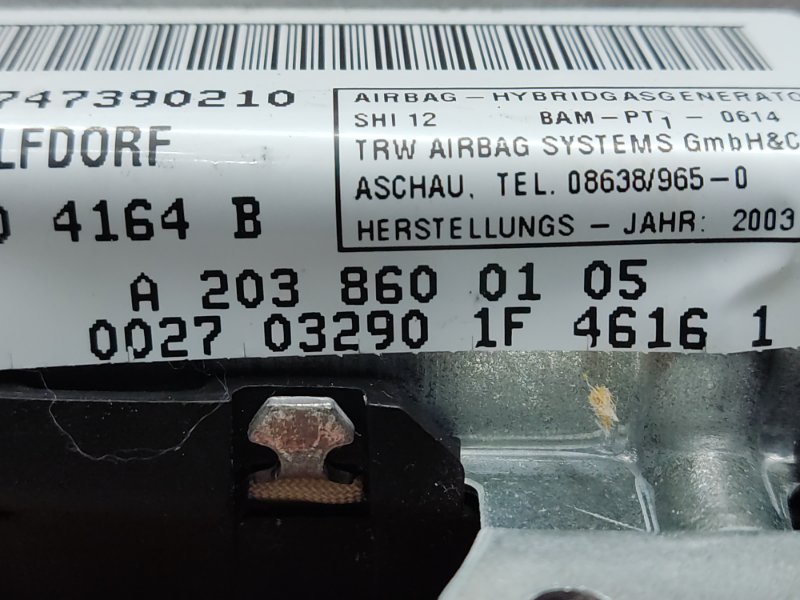 747390210
LFDORF
4164 B
AIRBAG – HYBRIDGASGENERATO
SHI 12 BAM–PT1 – 0614
TRW AIRBAG SYSTEMS GmbH&C
ASCHAU, TEL. 08638/965–0
HERSTELLUNGS – JAHR: 2003
A 203 860 01 05
0027 03290 1F 4616 1